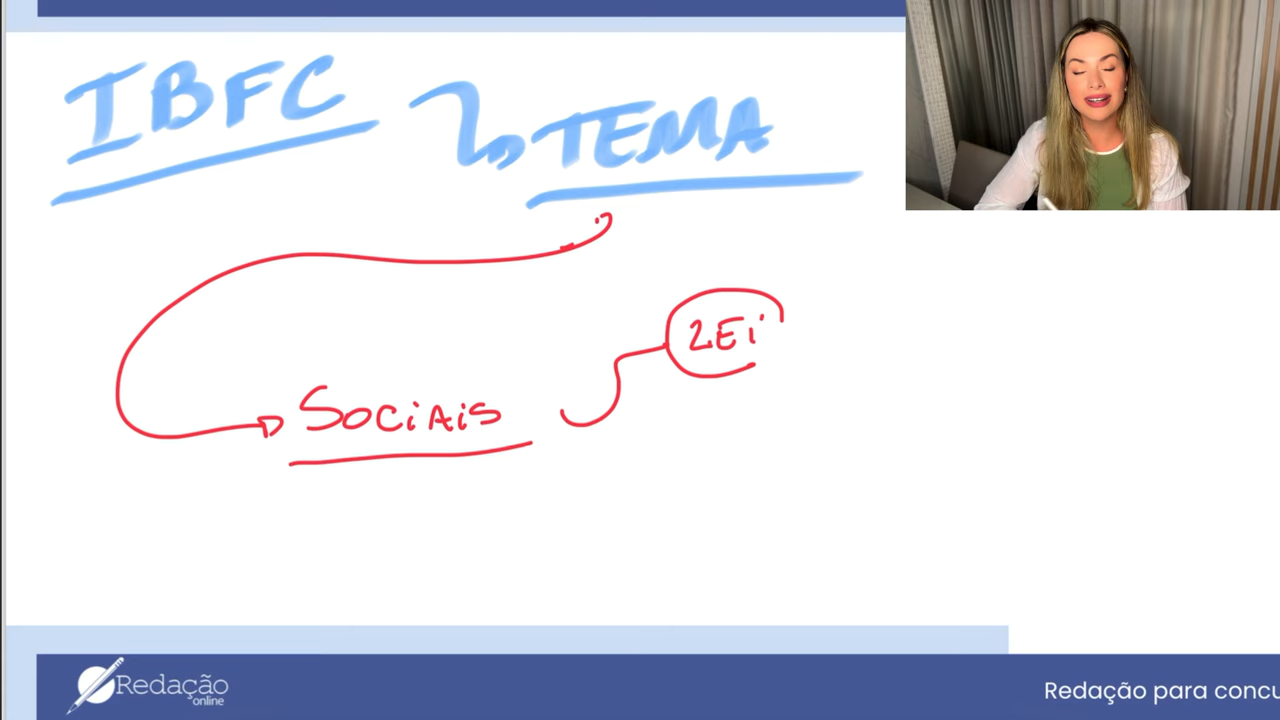 IBFC
TEMA
LEi
SOCiAiS
Redação
online
Redação para concu